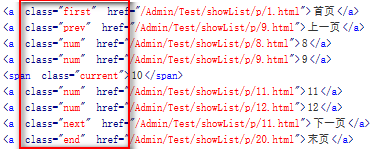 <a class="first" href="/Admin/Test/showList/p/1.html">首页</a>
<a class="prev" href="/Admin/Test/showList/p/9.html">上一页</a>
<a class="num" href="/Admin/Test/showList/p/8.html">8</a>
<a class="num" href="/Admin/Test/showList/p/9.html">9</a>
<span class="current">10</span>
<a class="num" href="/Admin/Test/showList/p/11.html">11</a>
<a class="num" href="/Admin/Test/showList/p/12.html">12</a>
<a class="next" href="/Admin/Test/showList/p/11.html">下一页</a>
<a class="end" href="/Admin/Test/showList/p/20.html">末页</a>